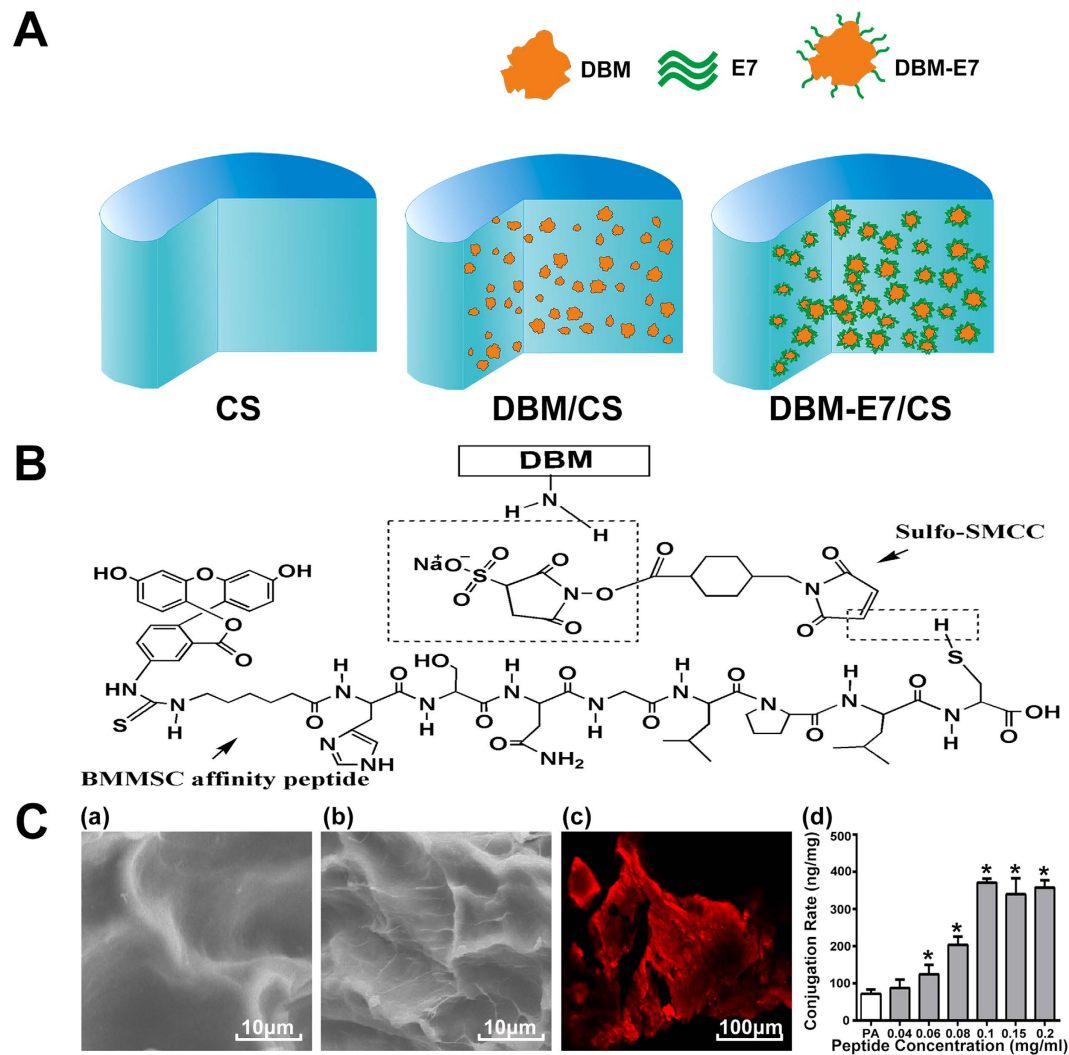 A
DBM
E7
DBM-E7
CS
DBM/CS
DBM-E7/CS
B
DBM
H
N
H
Sulfo-SMCC
Na+
O−
S
O
O
O
O
N
O
O
O
N
O
H
S
HO
O
OH
O
O
HN
S
N
H
O
H
N
N
NH
O
HO
N
H
O
H
N
O
NH2
O
N
H
O
H
N
O
N
O
H
N
O
N
H
O
OH
BMMSC affinity peptide
C
(a)
(b)
(c)
(d)
10μm
10μm
100μm
Conjugation Rate (ng/mg)
500
400
300
200
100
0
* * * * *
PA 0.04 0.06 0.08 0.1 0.15 0.2
Peptide Concentration (mg/ml)